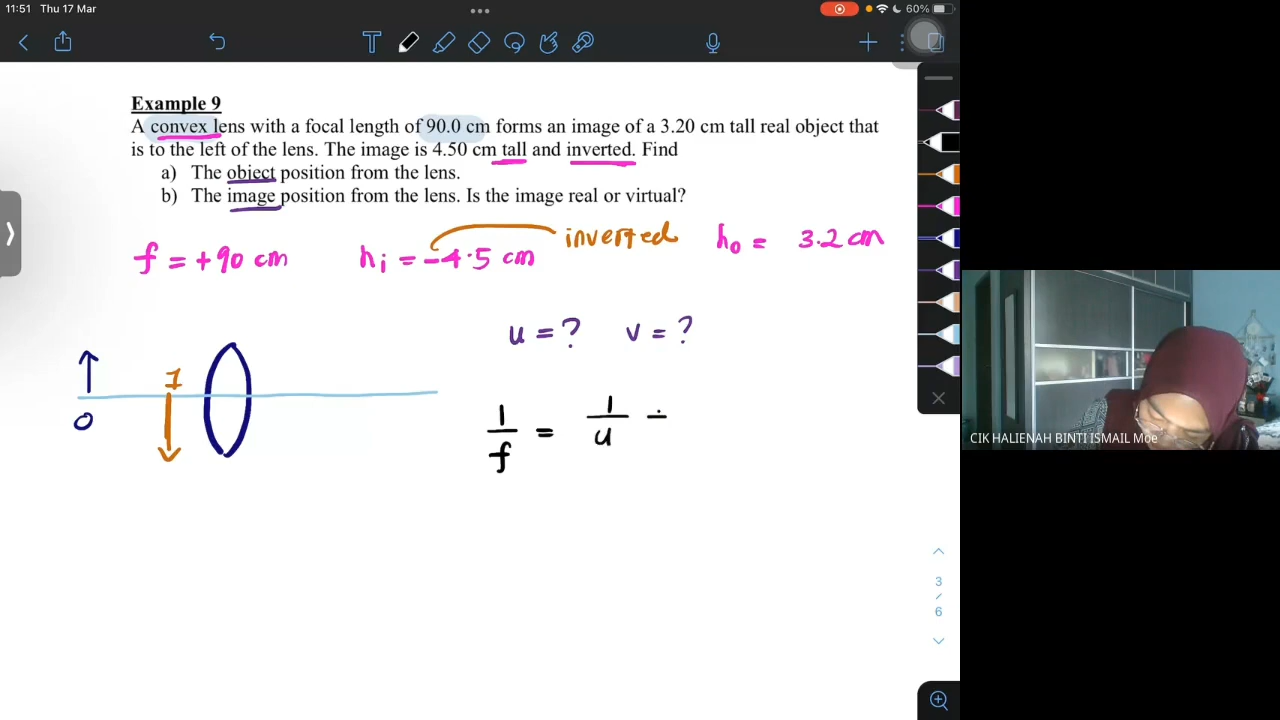 11:51 Thu 17 Mar
60%
T
Example 9
A convex lens with a focal length of 90.0 cm forms an image of a 3.20 cm tall real object that
is to the left of the lens. The image is 4.50 cm tall and inverted. Find
a) The object position from the lens.
b) The image position from the lens. Is the image real or virtual?
f = +90 cm hi = -4.5 cm inverted ho = 3.2 cm
u = ? v = ?
I
O
1/f = 1/u +
3
/
6
CIK HALIENAH BINTI ISMAIL Moe